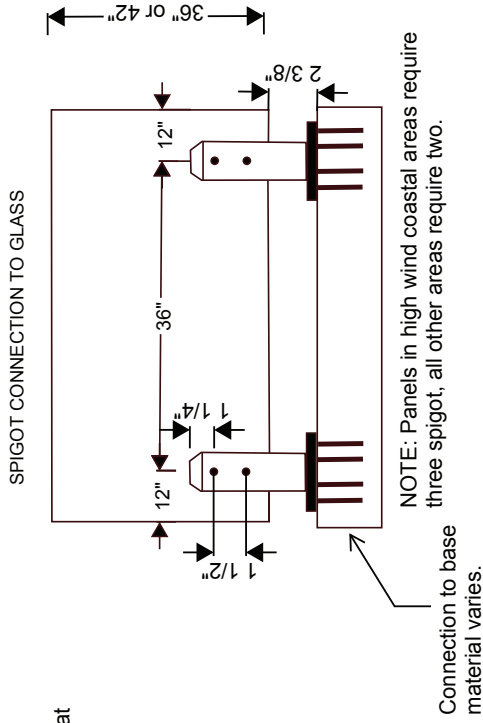 SPIGOT CONNECTION TO GLASS
36" or 42"
12"
36"
12"
1 1/4"
1 1/2"
2 3/8"
NOTE: Panels in high wind coastal areas require
three spigot, all other areas require two.
Connection to base
material varies.
at